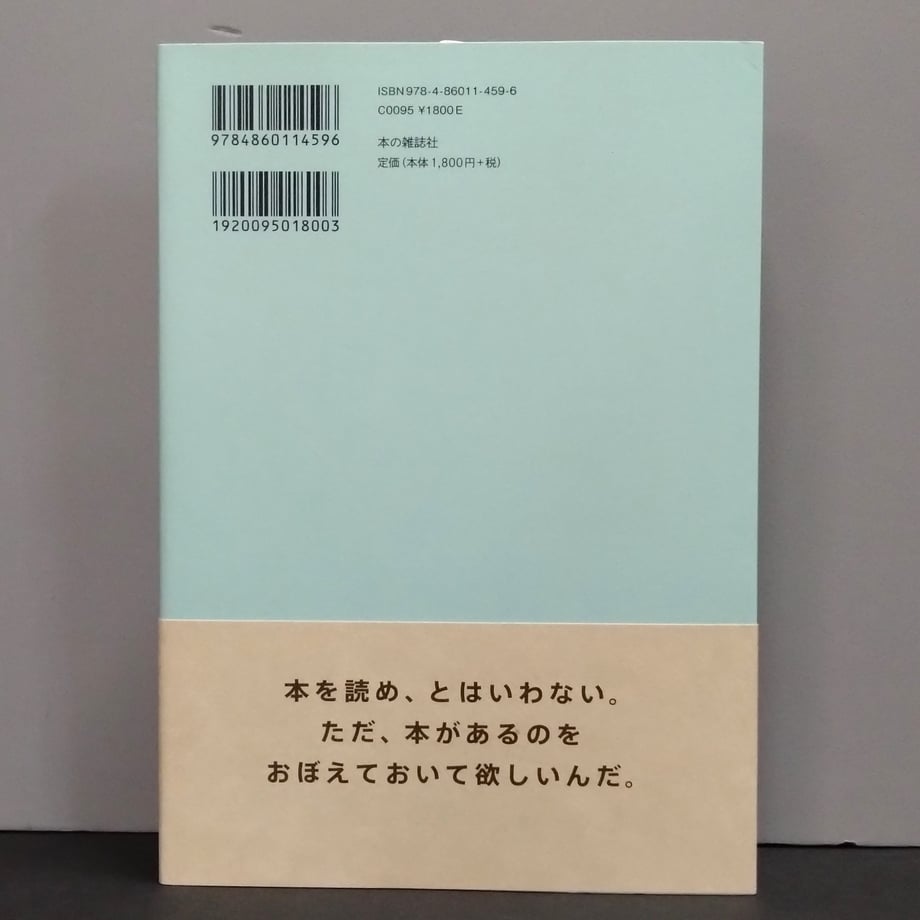 ISBN978-4-86011-459-6
C0095 ¥1800E
9784860114596
本の雑誌社
定価(本体1,800円+税)
1920095018003
本を読め、とはいわない。
ただ、本があるのを
おぼえておいて欲しいんだ。